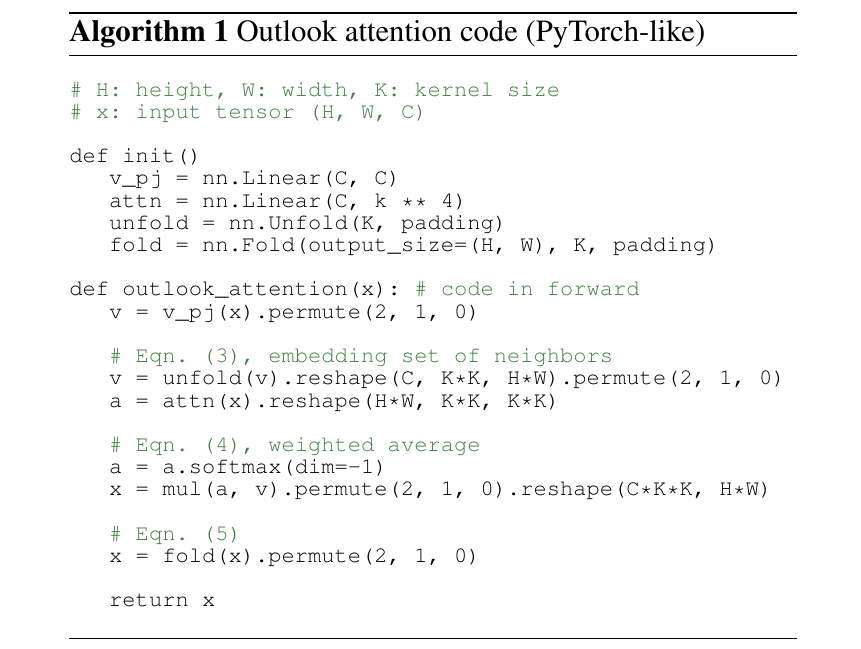 Algorithm 1 Outlook attention code (PyTorch-like)
# H: height, W: width, K: kernel size
# x: input tensor (H, W, C)
def init()
v_pj = nn.Linear(C, C)
attn = nn.Linear(C, k ** 4)
unfold = nn.Unfold(K, padding)
fold = nn.Fold(output_size=(H, W), K, padding)
def outlook_attention(x): # code in forward
v = v_pj(x).permute(2, 1, 0)
# Eqn. (3), embedding set of neighbors
v = unfold(v).reshape(C, K*K, H*W).permute(2, 1, 0)
a = attn(x).reshape(H*W, K*K, K*K)
# Eqn. (4), weighted average
a = a.softmax(dim=-1)
x = mul(a, v).permute(2, 1, 0).reshape(C*K*K, H*W)
# Eqn. (5)
x = fold(x).permute(2, 1, 0)
return x